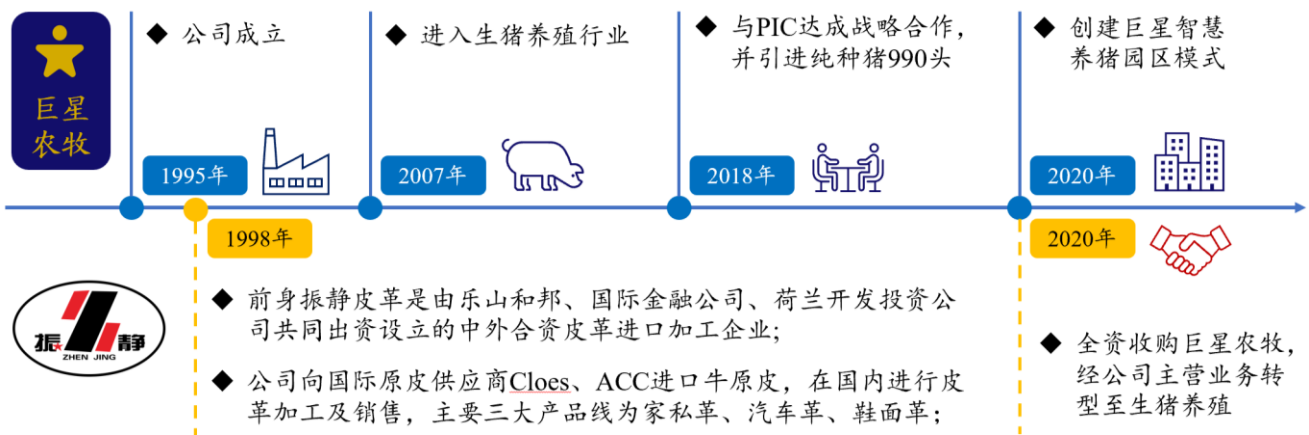 巨星
农牧
◆ 公司成立
◆ 进入生猪养殖行业
◆ 与PIC达成战略合作，
并引进纯种猪990头
◆ 创建巨星智慧
养猪园区模式
1995年
2007年
2018年
2020年
1998年
2020年
振静
ZHEN JING
◆ 前身振静皮革是由乐山和邦、国际金融公司、荷兰开发投资公
司共同出资设立的中外合资皮革进口加工企业;
◆ 公司向国际原皮供应商Cloes、ACC进口牛原皮，在国内进行皮
革加工及销售，主要三大产品线为家私革、汽车革、鞋面革；
◆ 全资收购巨星农牧，
经公司主营业务转
型至生猪养殖